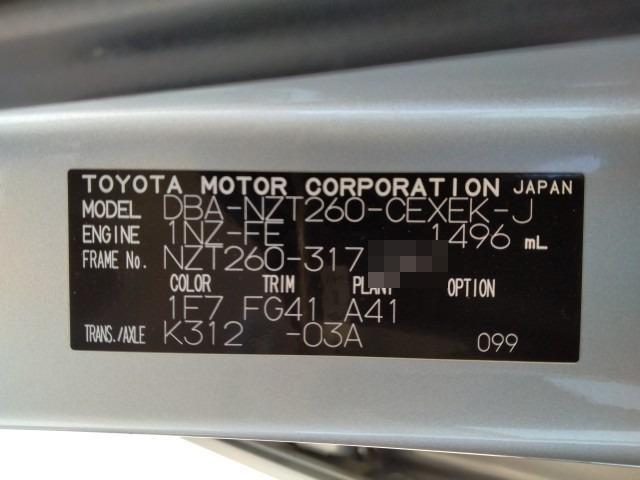 TOYOTA MOTOR CORPORATION JAPAN
MODEL DBA-NZT260-CEXEK-J
ENGINE 1NZ-FE 1496 mL
FRAME No. NZT260-317
COLOR TRIM PLANT OPTION
1F7 FG41 A41
TRANS./AXLE K312 -03A 099